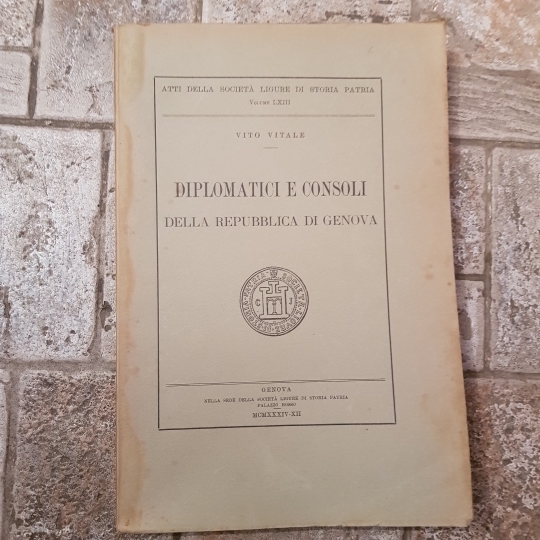 ATTI DELLA SOCIETÀ LIGURE DI STORIA PATRIA
VOLUME LXIII
VITO VITALE
DIPLOMATICI E CONSOLI
DELLA REPUBBLICA DI GENOVA
GENOVA
NELLA SEDE DELLA SOCIETÀ LIGURE DI STORIA PATRIA
PALAZZO ROSSO
MCMXXXIV-XII